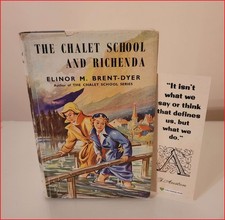 THE CHALET SCHOOL
AND RICHENDA
ELINOR M. BRENT-DYER
Author of THE CHALET SCHOOL SERIES
"It isn't
what we
say or think
that defines
us, but
what we
do."